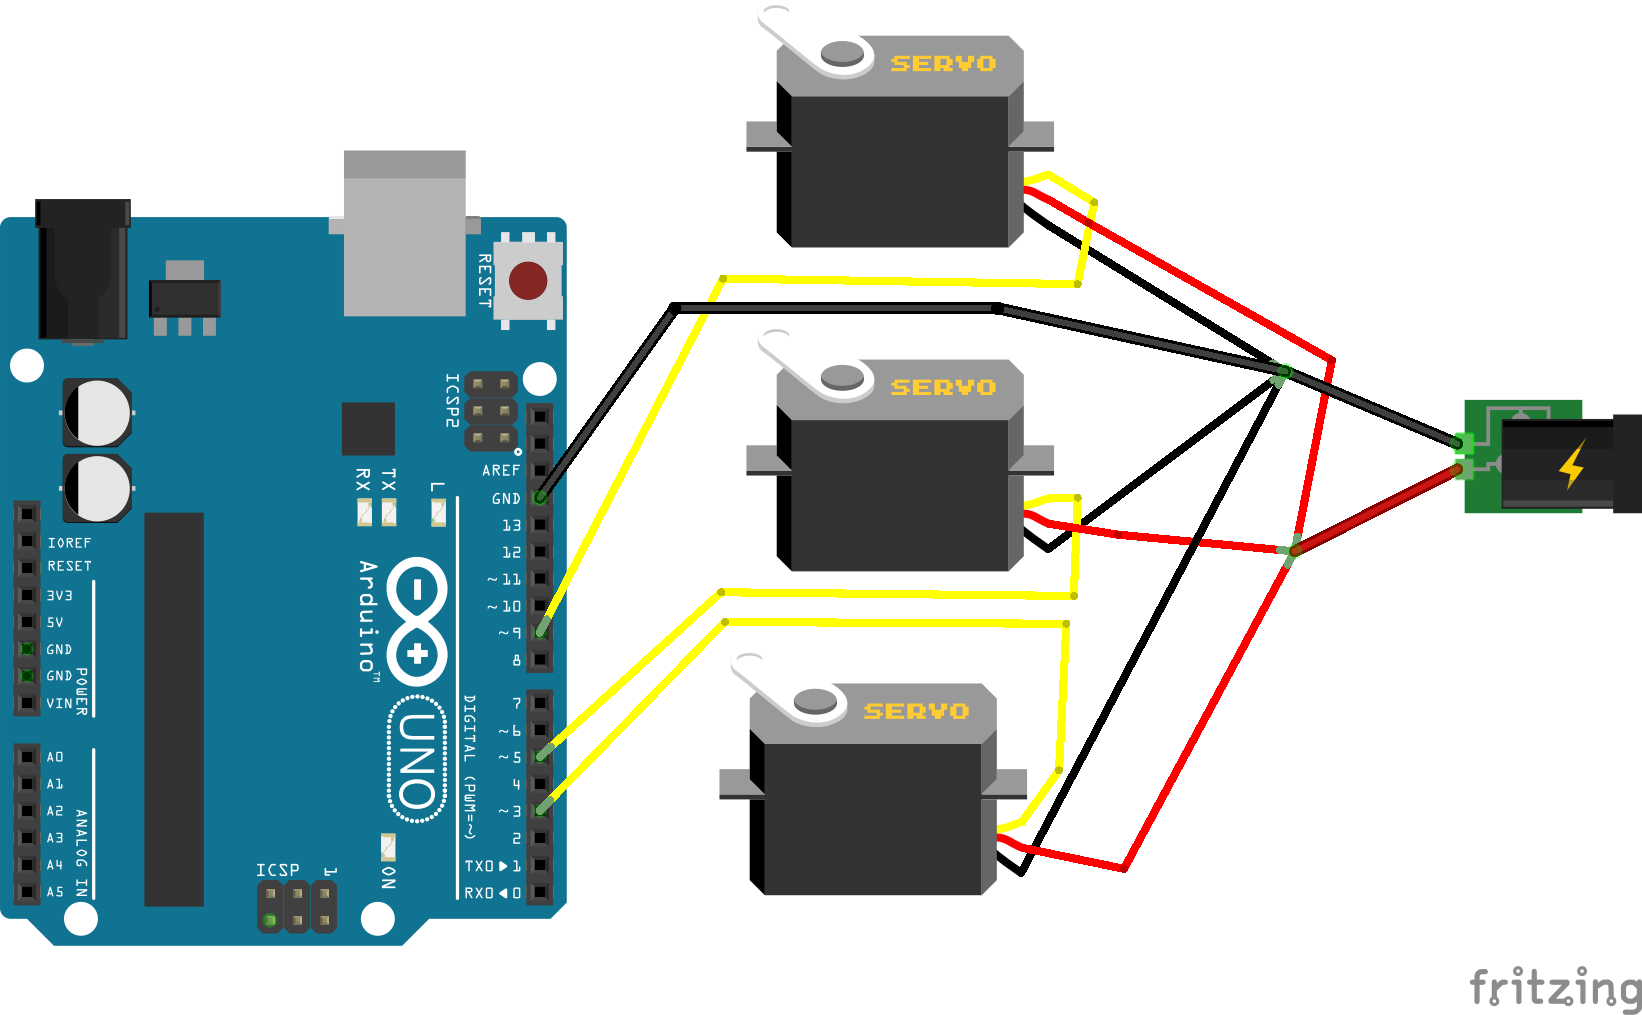 SERVO
SERVO
SERVO
RESET
ICSP2
AREF
GND
13
12
~11
~10
~9
8
7
~6
~5
4
~3
2
TX0▶1
RX0◀0
RX
TX
L
Arduino™
UNO
DIGITAL (PWM=~)
IOREF
RESET
3V3
5V
GND
GND
VIN
POWER
A0
A1
A2
A3
A4
A5
ANALOG IN
ICSP
1
ON
fritzing